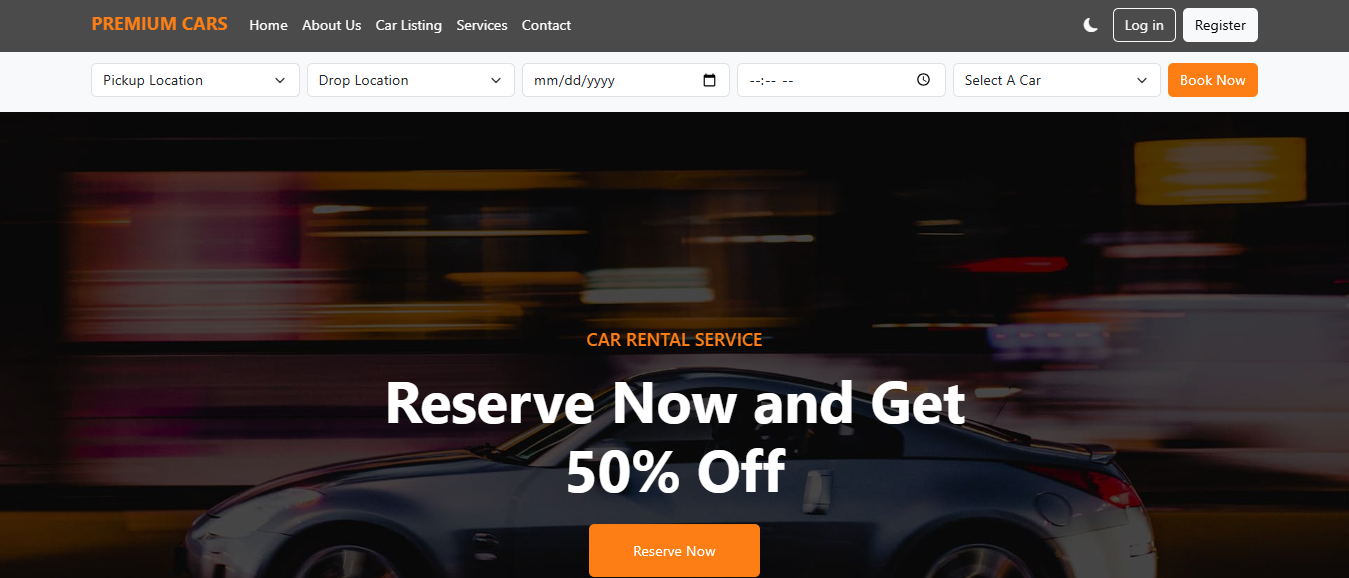 PREMIUM CARS Home About Us Car Listing Services Contact Log in Register
Pickup Location Drop Location mm/dd/yyyy --:-- -- Select A Car Book Now
CAR RENTAL SERVICE
Reserve Now and Get
50% Off
Reserve Now